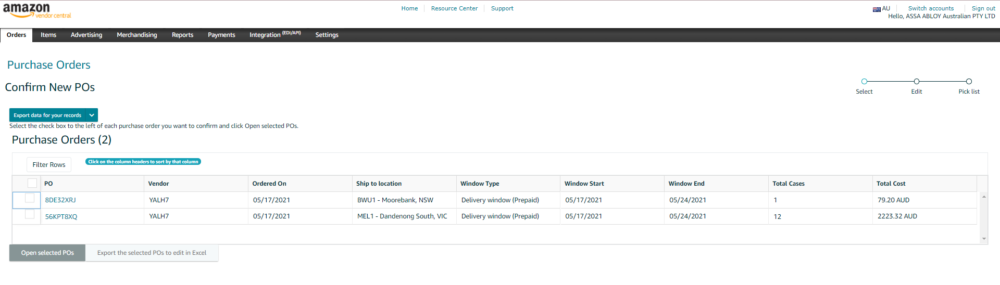 amazon
vendor central
Home Resource Center Support
AU Switch accounts Sign out
Hello, ASSA ABLOY Australian PTY LTD
Orders Items Advertising Merchandising Reports Payments Integration (EDI/API) Settings
Purchase Orders
Confirm New POs
Select Edit Pick list
Export data for your records
Select the check box to the left of each purchase order you want to confirm and click Open selected POs.
Purchase Orders (2)
Filter Rows Click on the column headers to sort by that column
PO Vendor Ordered On Ship to location Window Type Window Start Window End Total Cases Total Cost
8DE32XRJ YALH7 05/17/2021 BWU1 - Moorebank, NSW Delivery window (Prepaid) 05/17/2021 05/24/2021 1 79.20 AUD
56KPT8XQ YALH7 05/17/2021 MEL1 - Dandenong South, VIC Delivery window (Prepaid) 05/17/2021 05/24/2021 12 2223.32 AUD
Open selected POs Export the selected POs to edit in Excel